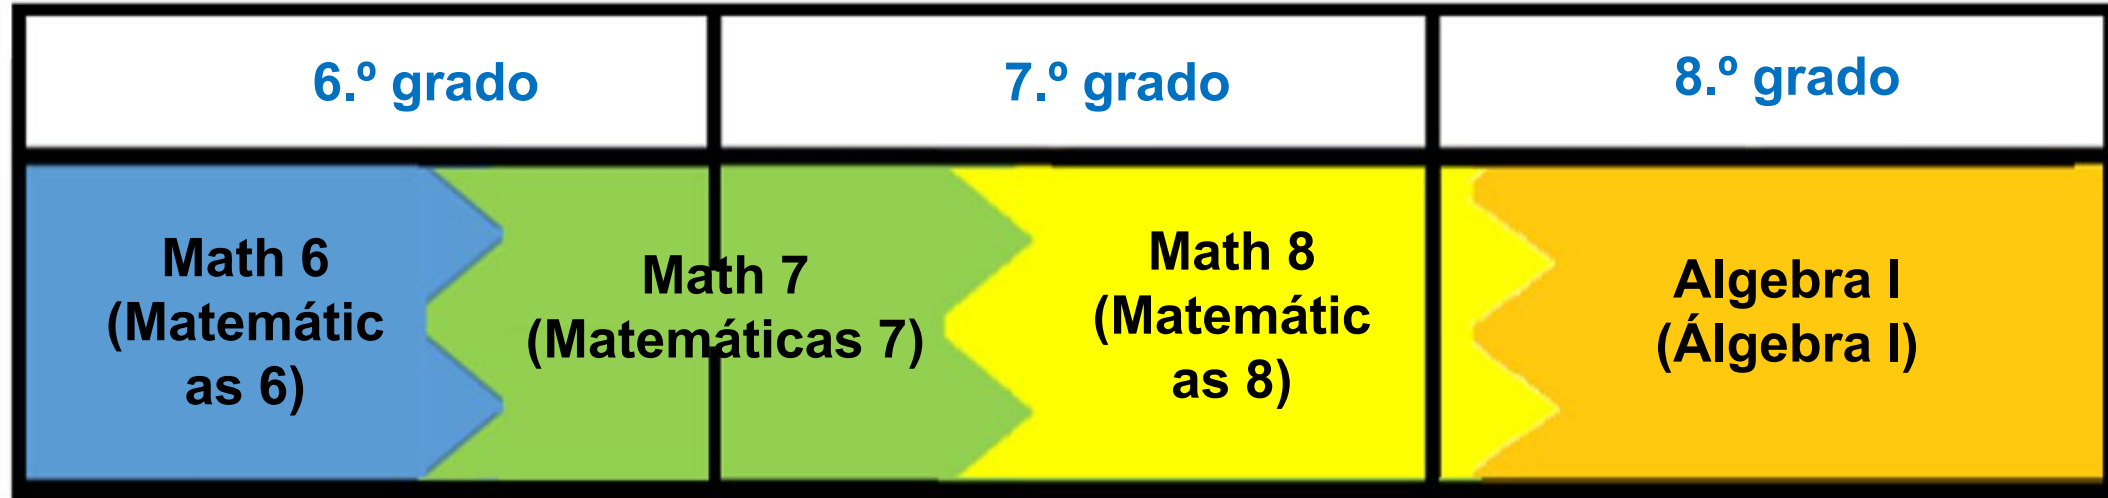 6.º grado
7.º grado
8.º grado
Math 6
(Matemátic
as 6)
Math 7
(Matemáticas 7)
Math 8
(Matemátic
as 8)
Algebra I
(Álgebra I)